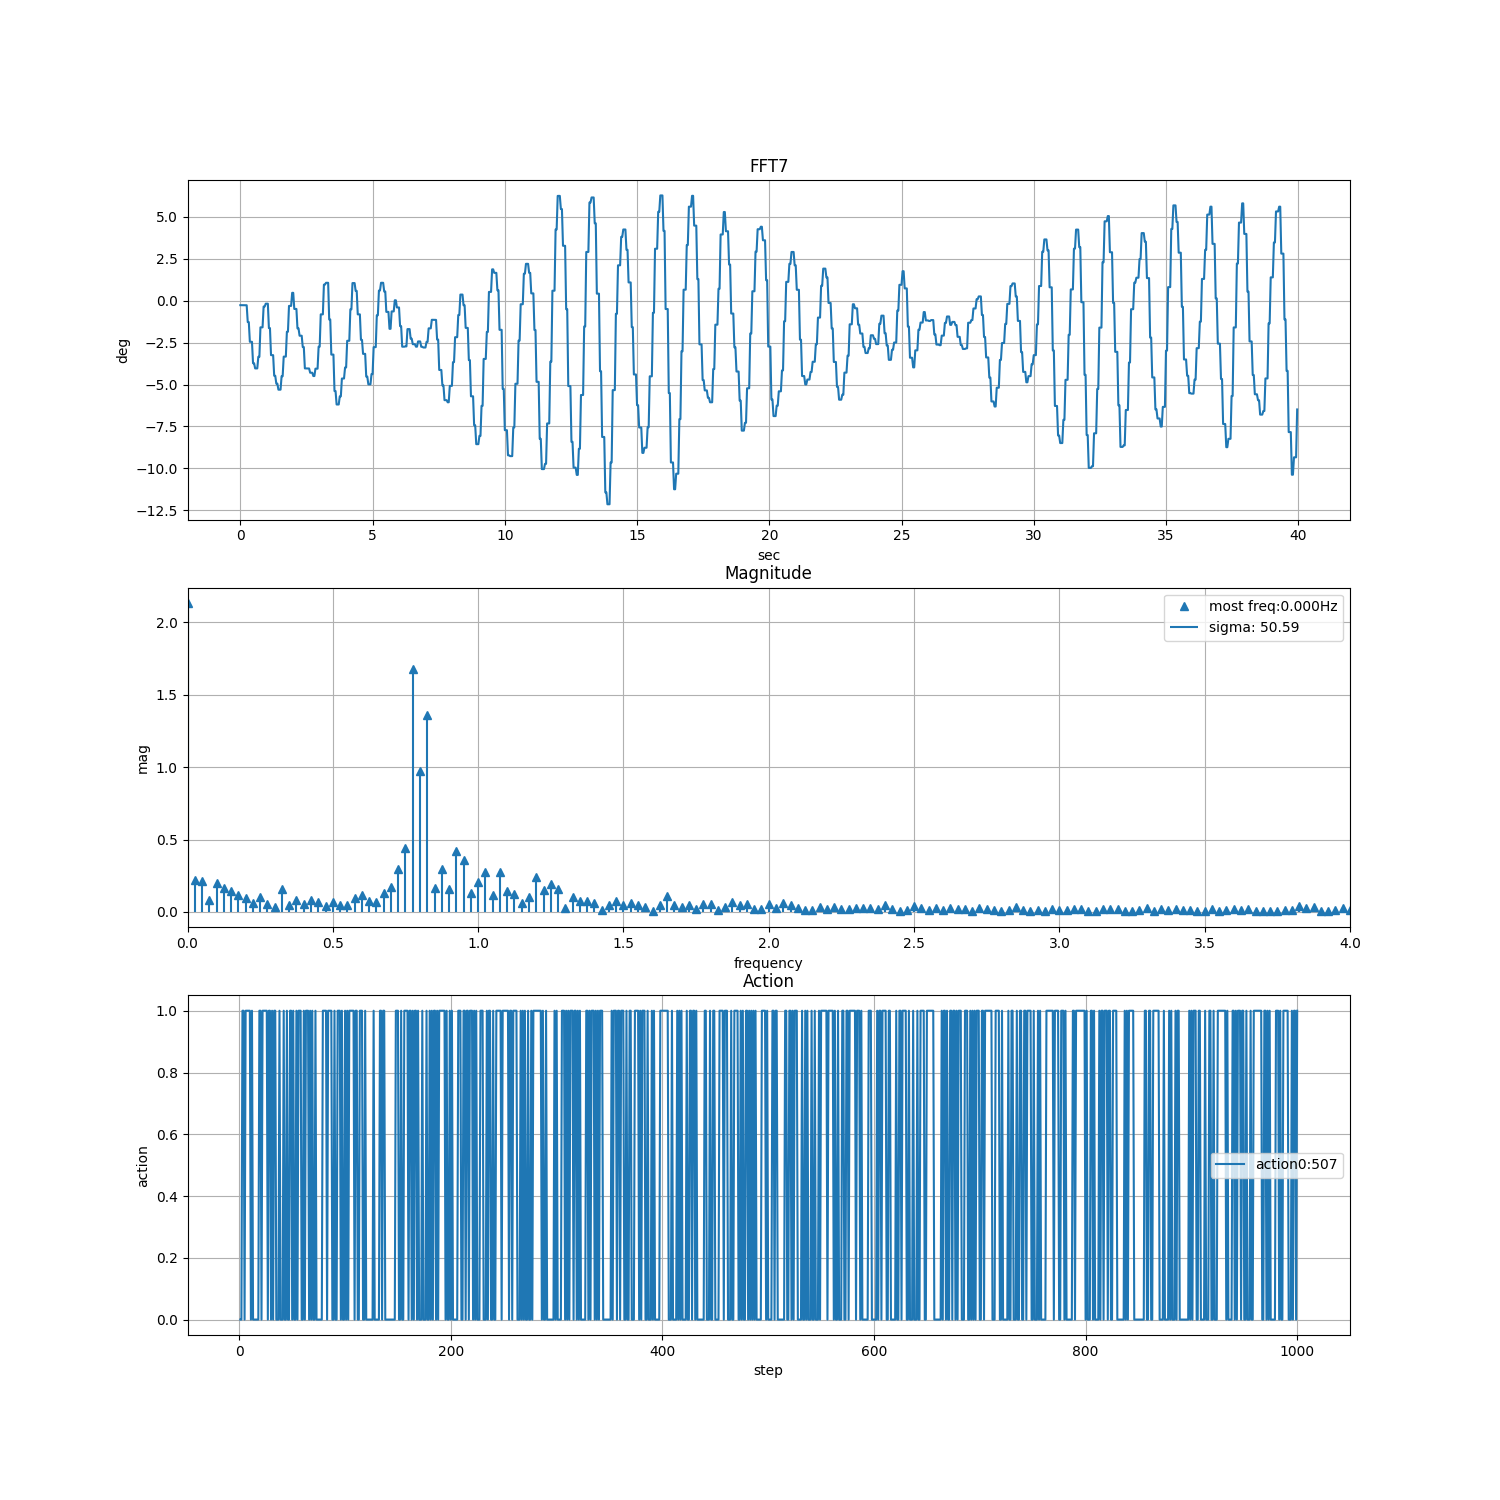 FFT7
5.0
2.5
0.0
−2.5
−5.0
−7.5
−10.0
−12.5
deg
0 5 10 15 20 25 30 35 40
sec
Magnitude
most freq:0.000Hz
sigma: 50.59
2.0
1.5
1.0
0.5
0.0
mag
0.0 0.5 1.0 1.5 2.0 2.5 3.0 3.5 4.0
frequency
Action
1.0
0.8
0.6
0.4
0.2
0.0
action
action0:507
0 200 400 600 800 1000
step